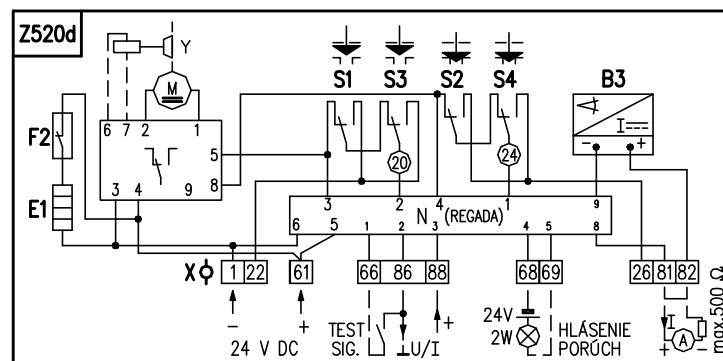 Z520d
Y
M
6 7 2 1
F2
5
8
3 4 9
E1
S1 S3 S2 S4 B3
I
- +
20 24
3 2 4 1 9
N (REGADA)
6 5 1 2 3 4 5 8
X 1 22 61 66 86 88 68 69 26 81 82
- + + 24V
24 V DC
TEST
SIG.
U/I
2W
HLÁSENIE
PORÚCH
I
A
+ -
max.500 Ω